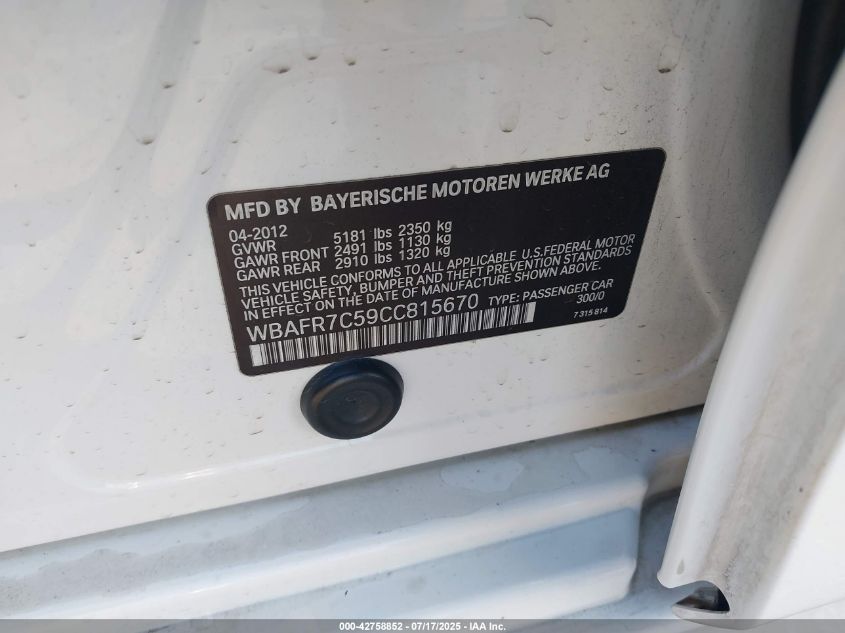 MFD BY BAYERISCHE MOTOREN WERKE AG
04-2012
GVWR 5181 lbs 2350 kg
GAWR FRONT 2491 lbs 1130 kg
GAWR REAR 2910 lbs 1320 kg
THIS VEHICLE CONFORMS TO ALL APPLICABLE U.S.FEDERAL MOTOR
VEHICLE SAFETY, BUMPER AND THEFT PREVENTION STANDARDS
IN EFFECT ON THE DATE OF MANUFACTURE SHOWN ABOVE.
WBAFR7C59CC815670 TYPE: PASSENGER CAR
300/0
7 315 814
000-42758852 / 07/17/2025 - IAA Inc.